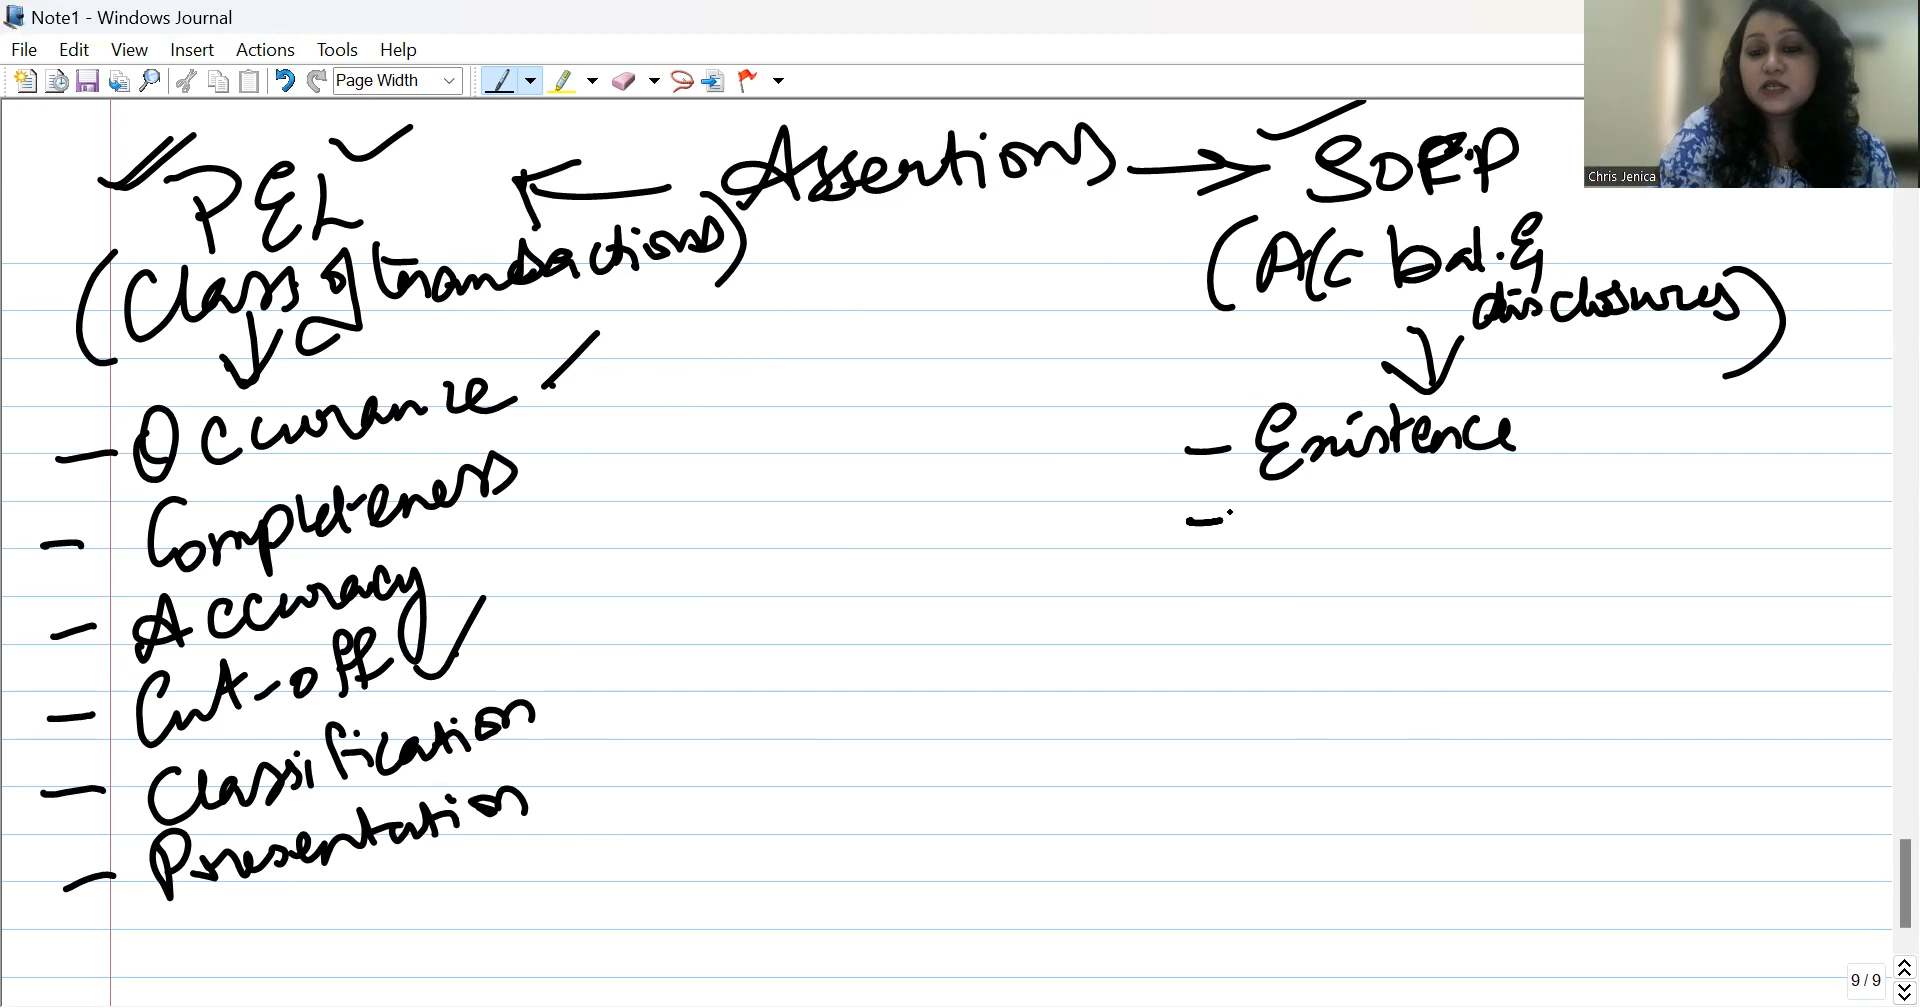 Note1 - Windows Journal
File Edit View Insert Actions Tools Help
Page Width
Chris Jenica
PEL ← Assertions → SOFP
(Class of transactions)
(A/c bal. &
disclosures)
- Occurance
- Completeness
- Accuracy
- Cut-off
- Classification
- Presentation
- Existence
-
9 / 9